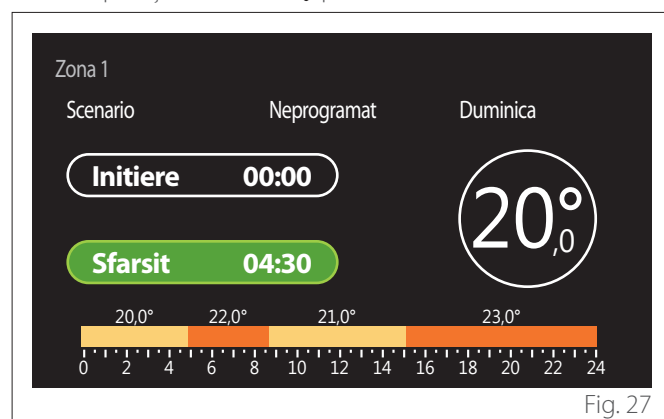 Zona 1
Scenario Neprogramat Duminica
Initiere 00:00
20°,0
Sfarsit 04:30
20,0° 22,0° 21,0° 23,0°
0 2 4 6 8 10 12 14 16 18 20 22 24
Fig. 27